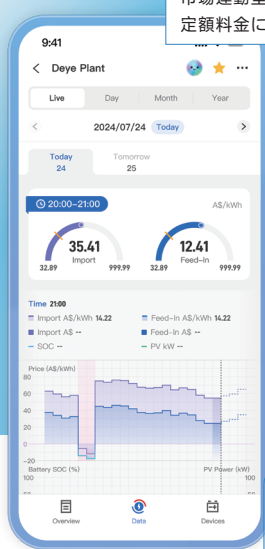 市場連動型
定額料金に
9:41
Deye Plant
Live Day Month Year
2024/07/24 Today
Today Tomorrow
24 25
20:00-21:00 A$/kWh
35.41 12.41
Import Feed-In
32.89 999.99 32.89 999.99
Time 21:00
Import A$/kWh 14.22 Feed-In A$/kWh 14.22
Import A$ -- Feed-In A$ --
SOC -- PV kW --
Price (A$/kWh)
80
60
40
20
0
-20
Battery SOC (%) PV Power (kW)
100 100
Overview Data Devices